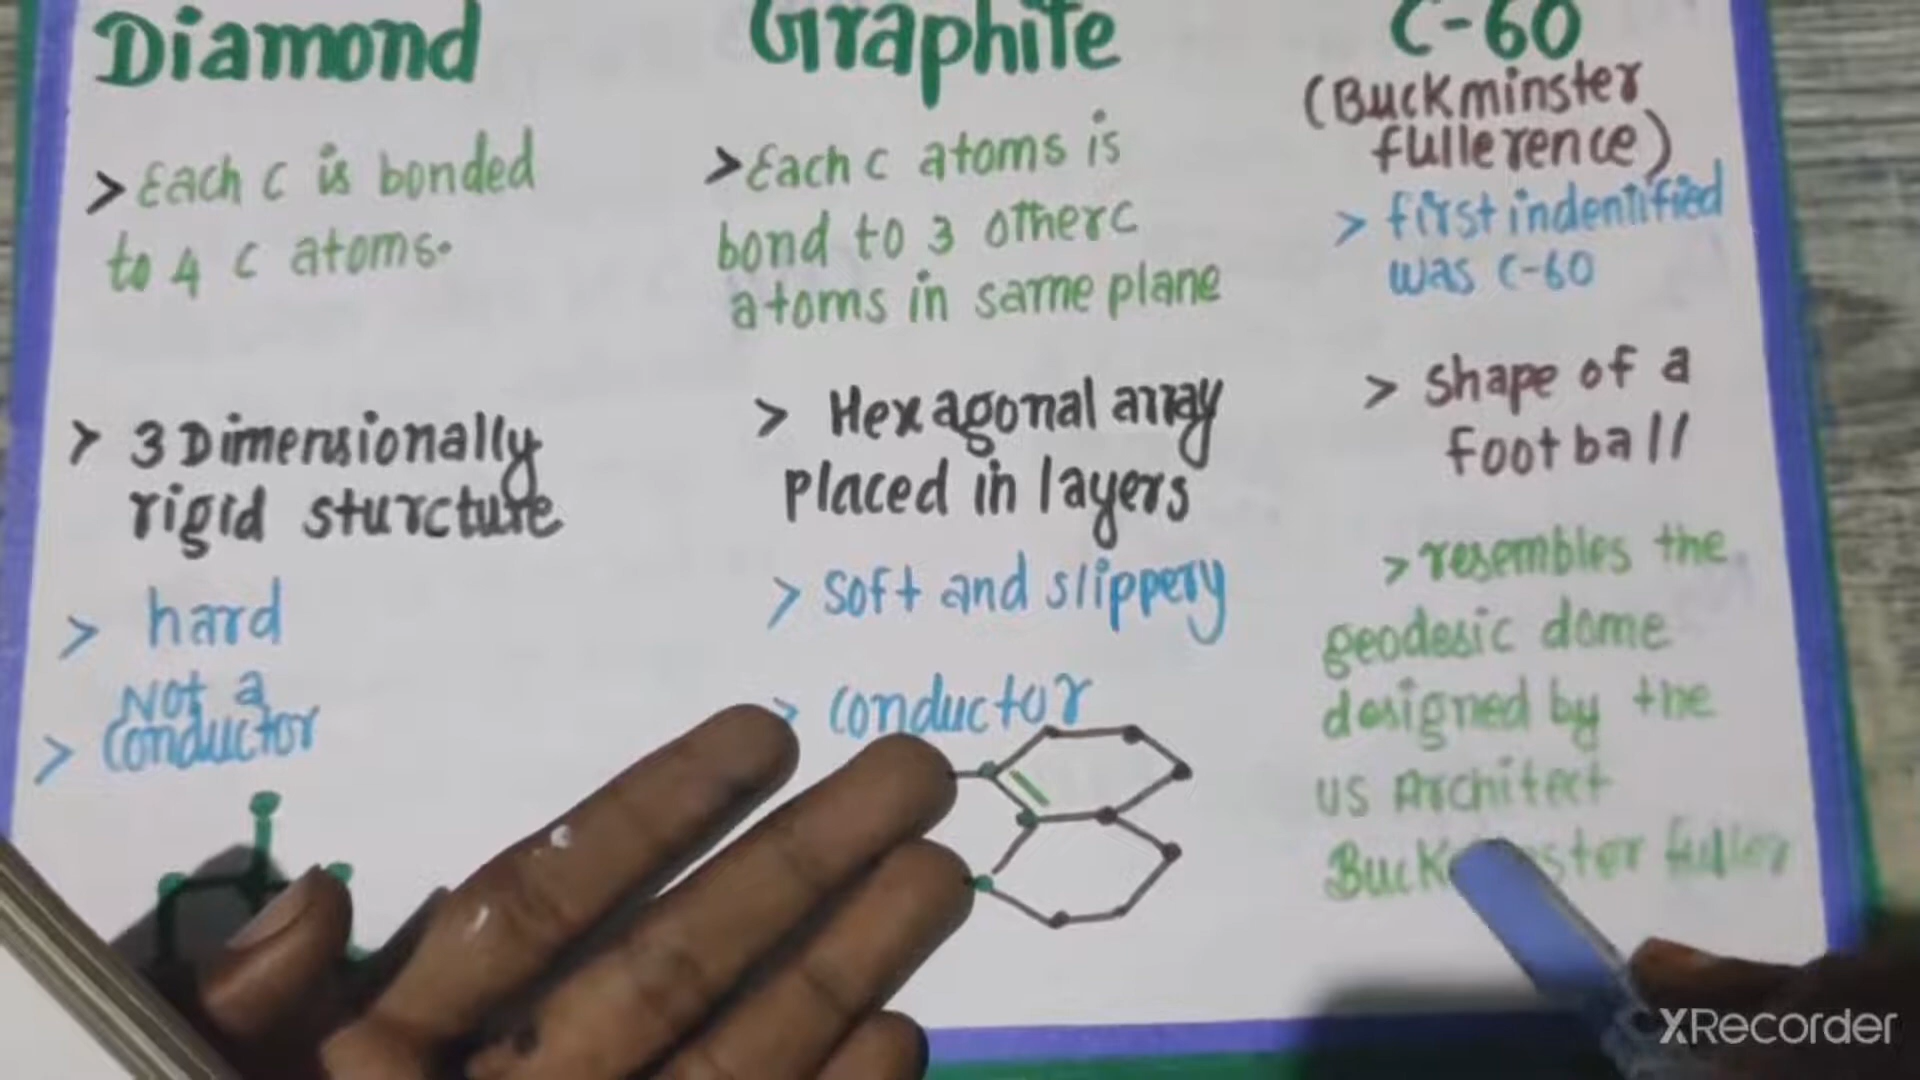 Diamond
> Each C is bonded
to 4 C atoms.
> 3 Dimensionally
rigid sturcture
> hard
Not a
> Conductor
Graphite
> Each C atoms is
bond to 3 other C
atoms in same plane
> Hexagonal array
placed in layers
> soft and slippery
> conductor
C-60
(Buckminster
fullerence)
> first indentified
was C-60
> shape of a
football
> resembles the
geodesic dome
designed by the
US Architect
fuller
XRecorder